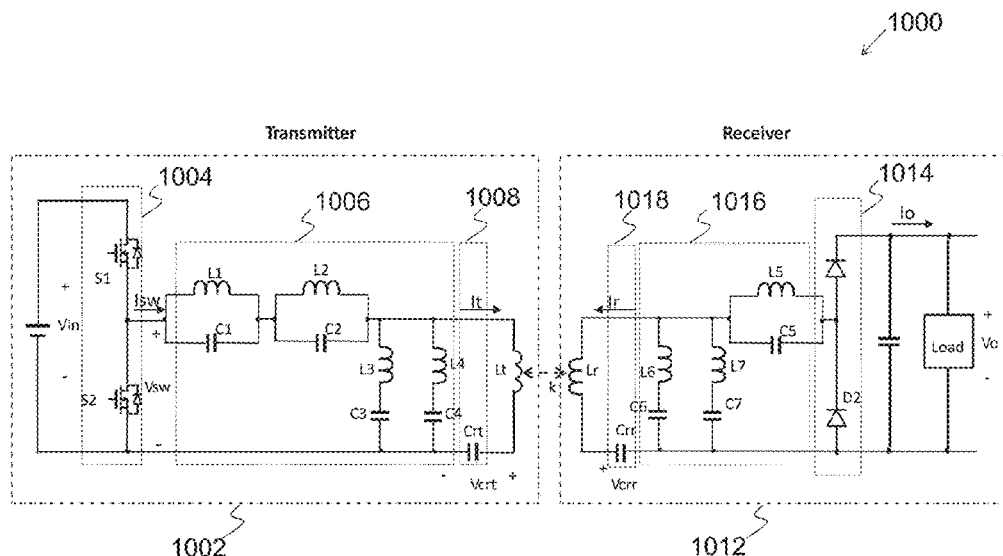 1000
Transmitter
Receiver
1004
1006
1008
1018
1016
1014
Io
S1
L1
L2
It
Ir
L5
+
Vin
-
Isw
+
C1
C2
C5
+
Load
Vo
-
S2
Vsw
-
L3
L4
Lt
k
Lr
L6
L7
C3
C4
C6
C7
D2
Crt
Crr
-
Vcrt
+
+
Vcrr
-
1002
1012